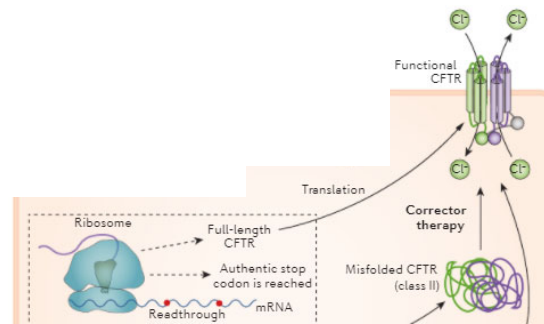 Cl-
Cl-
Functional
CFTR
Cl-
Cl-
Translation
Corrector
therapy
Ribosome
Full-length
CFTR
Authentic stop
codon is reached
Misfolded CFTR
(class II)
mRNA
Readthrough